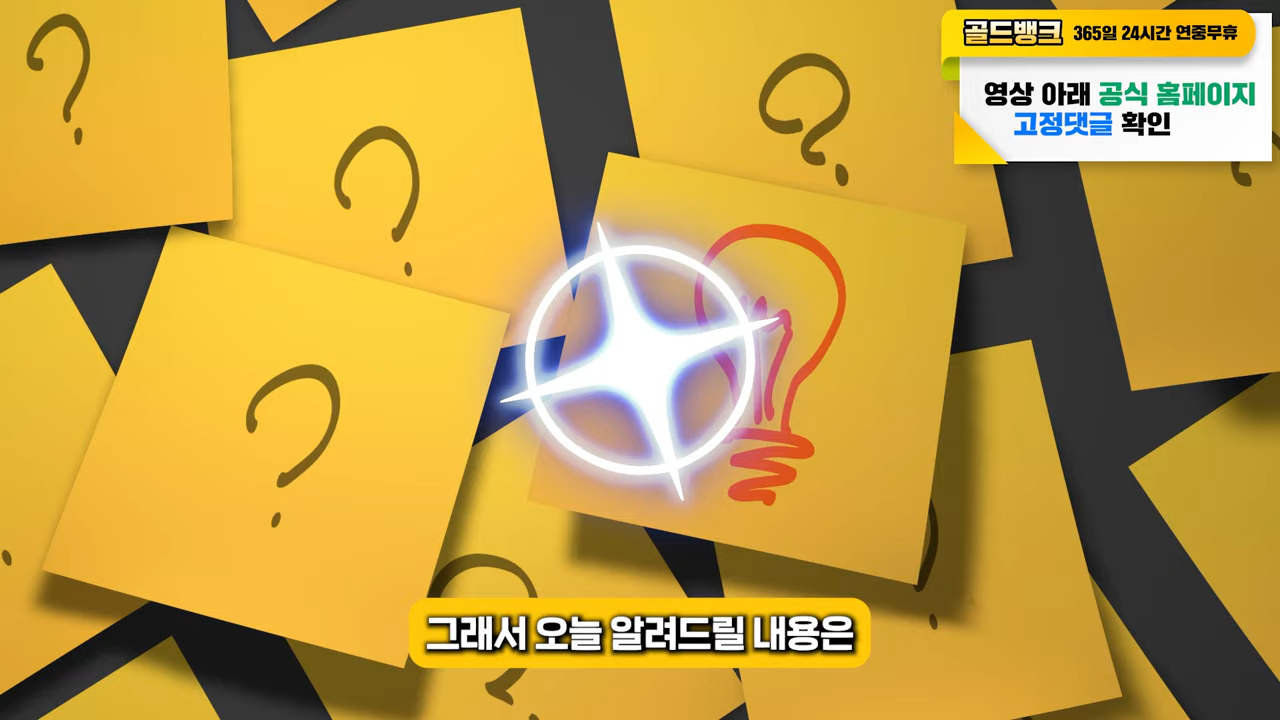 골드뱅크 365일 24시간 연중무휴
영상 아래 공식 홈페이지
고정댓글 확인
?
?
?
?
?
?
?
그래서 오늘 알려드릴 내용은